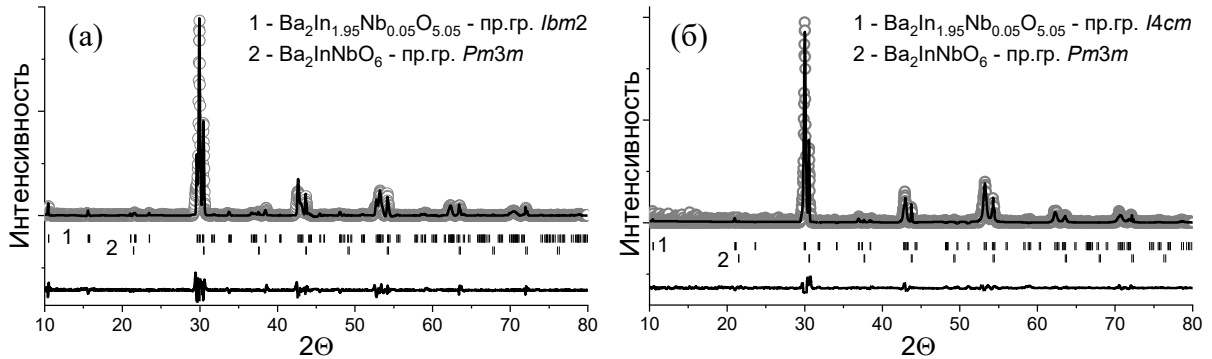 (а)
1 - Ba₂In₁.₉₅Nb₀.₀₅O₅.₀₅ - пр.гр. Ibm2
2 - Ba₂InNbO₆ - пр.гр. Pm3m
Интенсивность
1
2
10 20 30 40 50 60 70 80
2Θ
(б)
1 - Ba₂In₁.₉₅Nb₀.₀₅O₅.₀₅ - пр.гр. I4cm
2 - Ba₂InNbO₆ - пр.гр. Pm3m
Интенсивность
1
2
10 20 30 40 50 60 70 80
2Θ